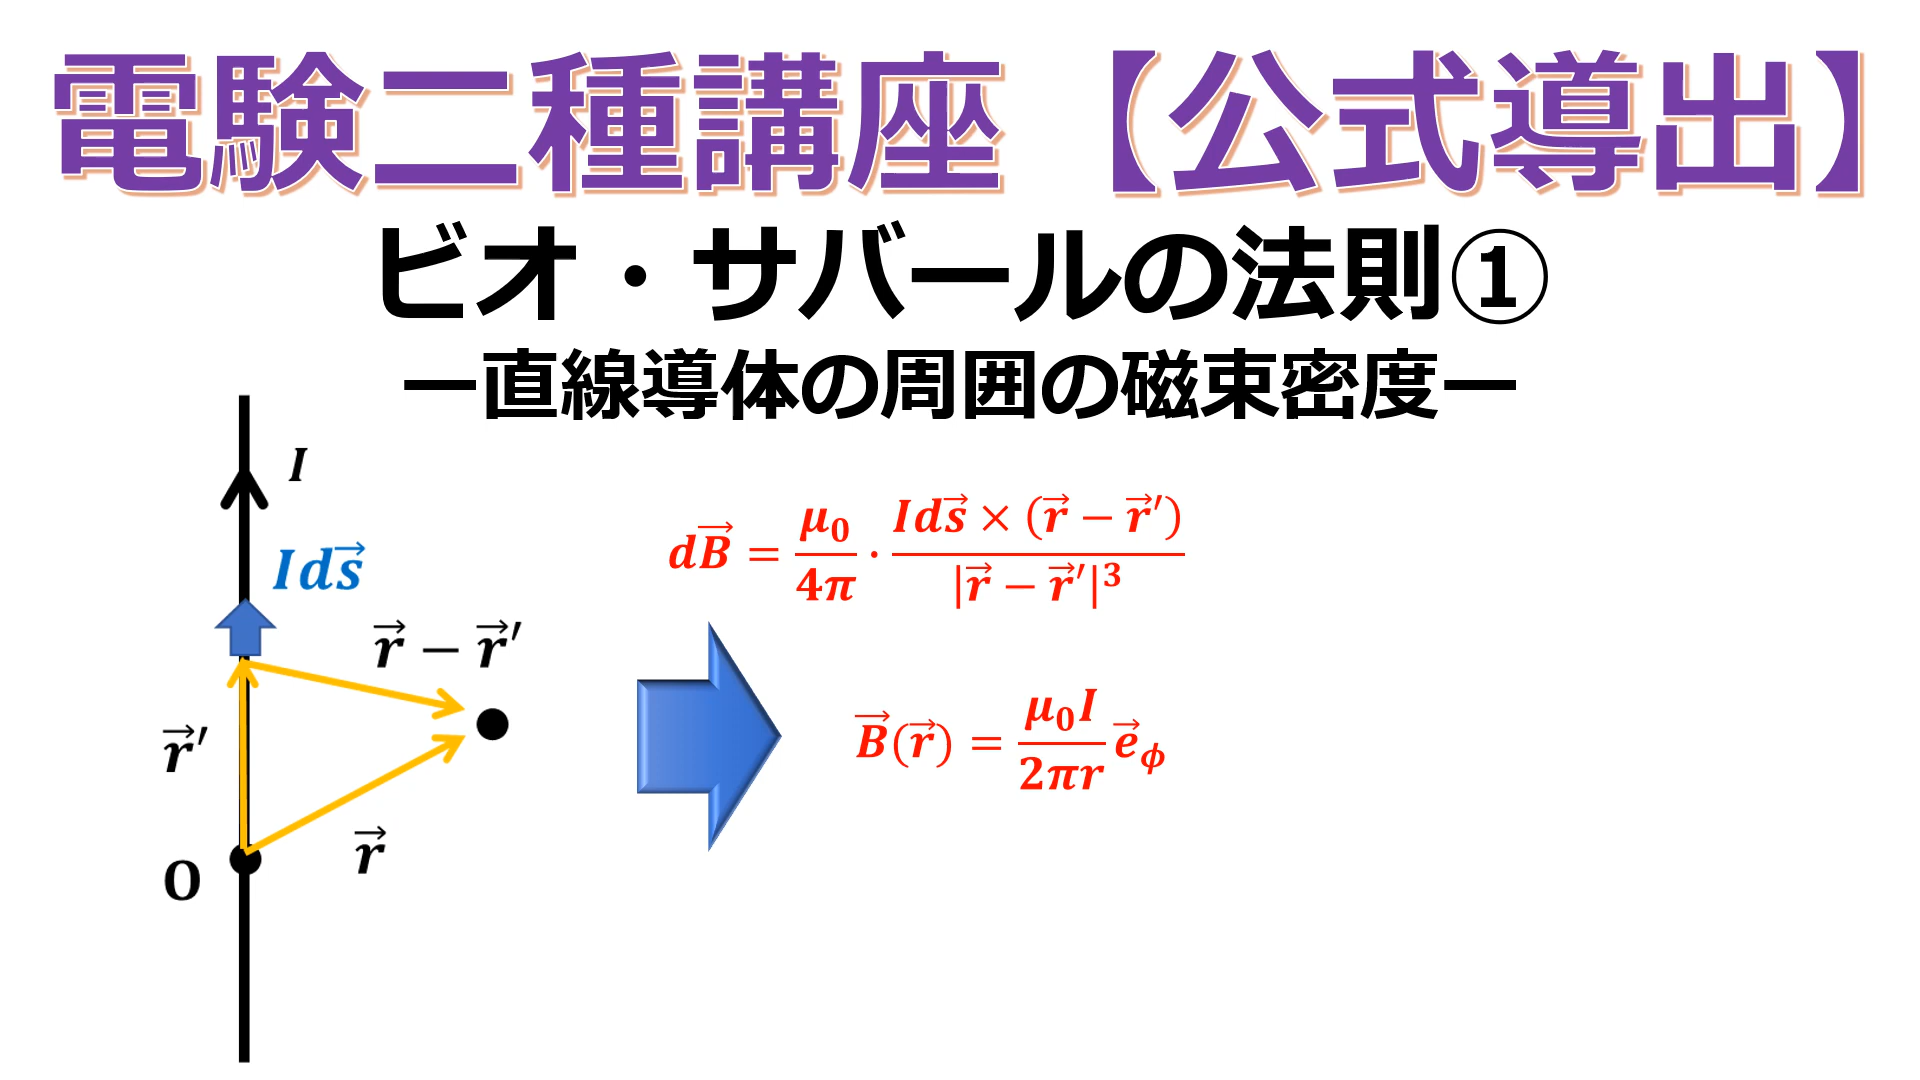 電験二種講座【公式導出】
ビオ・サバールの法則①
ー直線導体の周囲の磁束密度ー
I
Ids⃗
r⃗ − r⃗′
r⃗′
r⃗
O
dB⃗ = μ₀/4π · Ids⃗ × (r⃗ − r⃗′)/|r⃗ − r⃗′|³
B⃗(r⃗) = μ₀I/2πr e⃗ᵩ